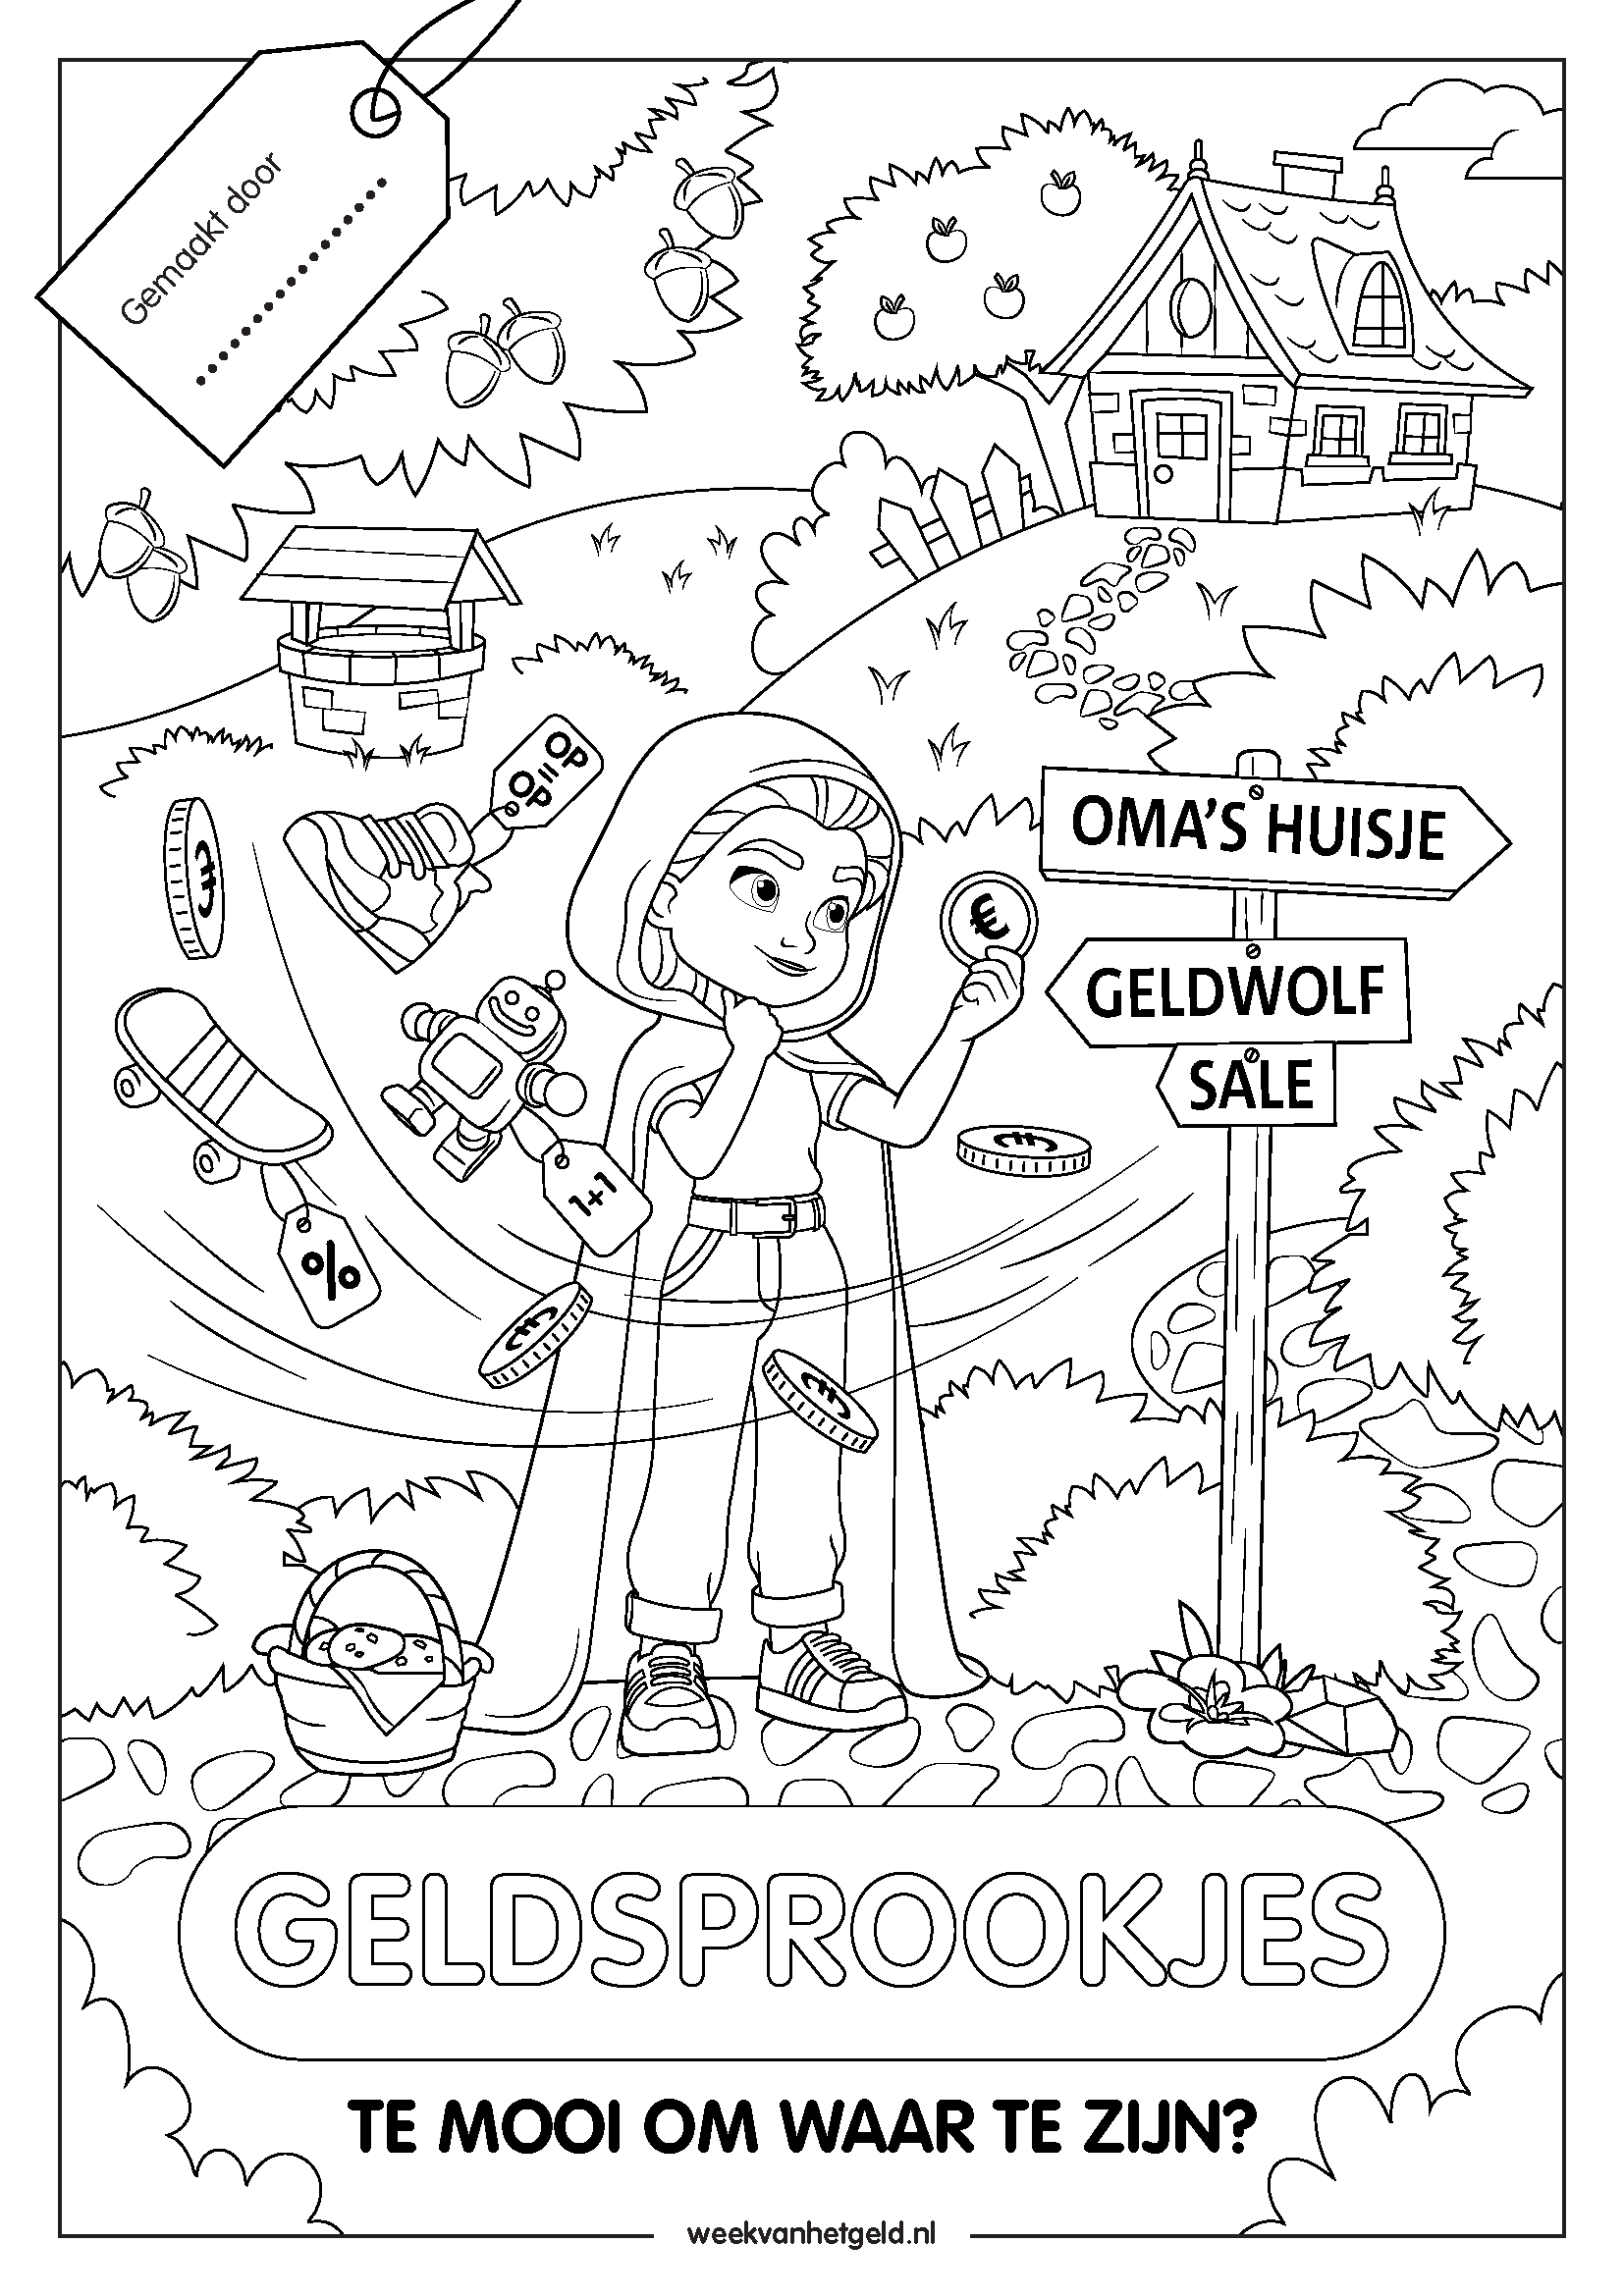 Gemaakt door
OP=OP
€
OMA'S HUISJE
€
GELDWOLF
SALE
€
1+1
%
€
€
GELDSPROOKJES
TE MOOI OM WAAR TE ZIJN?
weekvanhetgeld.nl